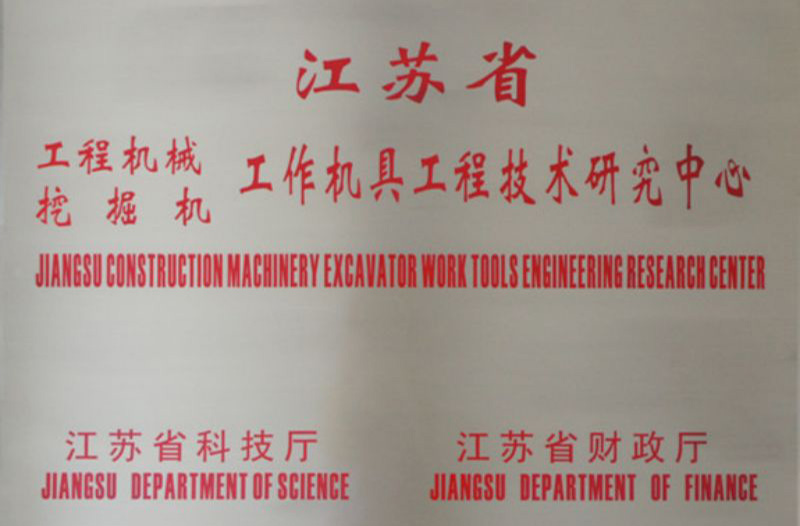 江苏省
工程机械
挖掘机
工作机具工程技术研究中心
JIANGSU CONSTRUCTION MACHINERY EXCAVATOR WORK TOOLS ENGINEERING RESEARCH CENTER
江苏省科技厅
JIANGSU DEPARTMENT OF SCIENCE
江苏省财政厅
JIANGSU DEPARTMENT OF FINANCE